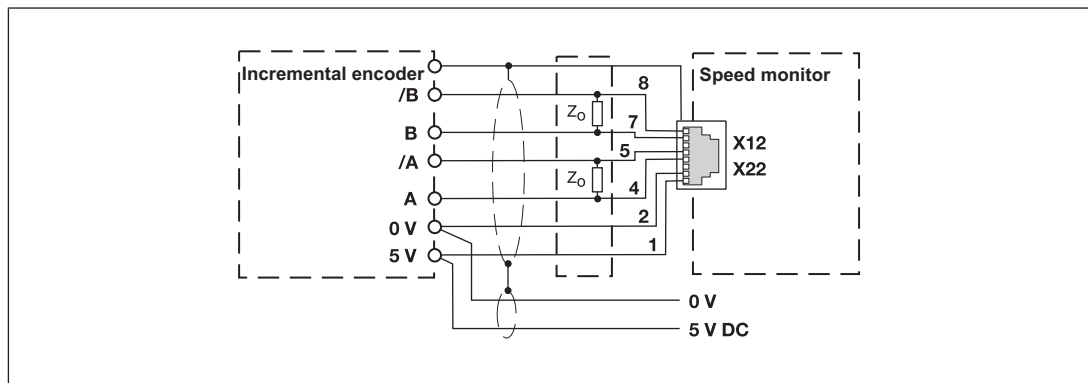 Incremental encoder
Speed monitor
/B
8
Z₀
B
7
X12
/A
5
X22
Z₀
A
4
0 V
2
5 V
1
0 V
5 V DC